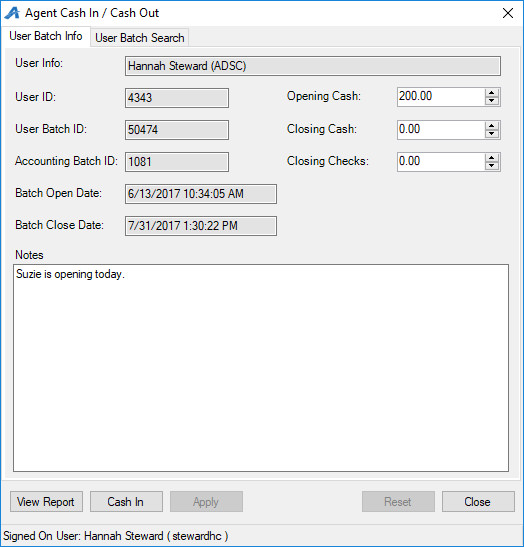 Agent Cash In / Cash Out
User Batch Info User Batch Search
User Info: Hannah Steward (ADSC)
User ID: 4343 Opening Cash: 200.00
User Batch ID: 50474 Closing Cash: 0.00
Accounting Batch ID: 1081 Closing Checks: 0.00
Batch Open Date: 6/13/2017 10:34:05 AM
Batch Close Date: 7/31/2017 1:30:22 PM
Notes
Suzie is opening today.
View Report Cash In Apply Reset Close
Signed On User: Hannah Steward ( stewardhc )